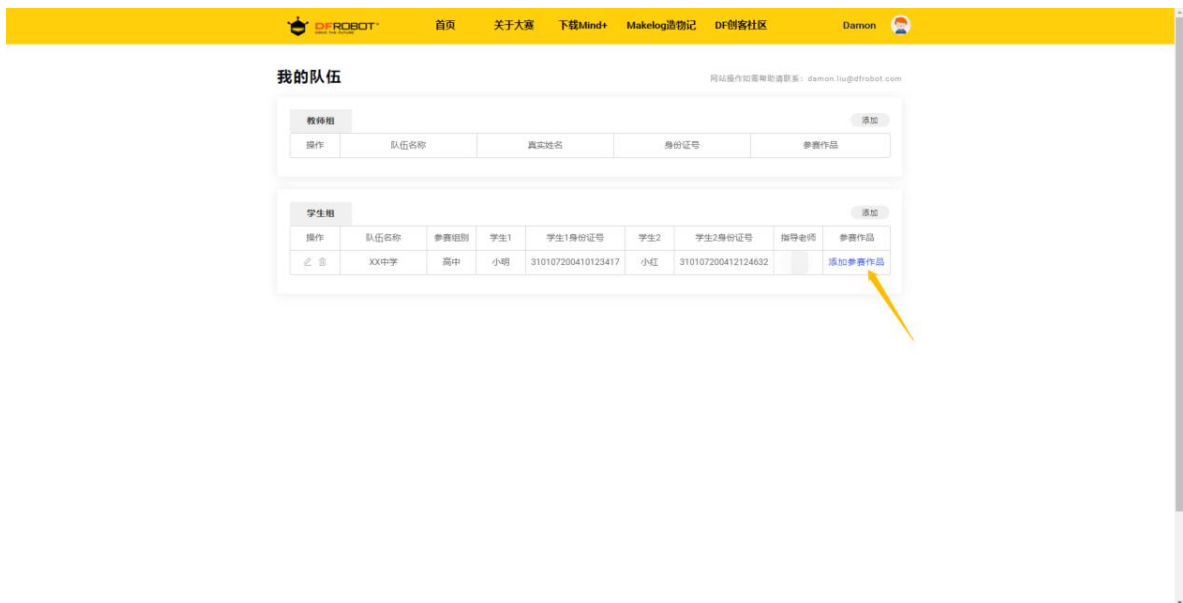 DFROBOT
DRIVE THE FUTURE
首页 关于大赛 下载Mind+ Makelog造物记 DF创客社区 Damon
我的队伍 网站操作如需帮助请联系：damon.liu@dfrobot.com
教师组 添加
操作 队伍名称 真实姓名 身份证号 参赛作品
学生组 添加
操作 队伍名称 参赛组别 学生1 学生1身份证号 学生2 学生2身份证号 指导老师 参赛作品
XX中学 高中 小明 310107200410123417 小红 310107200412124632 添加参赛作品